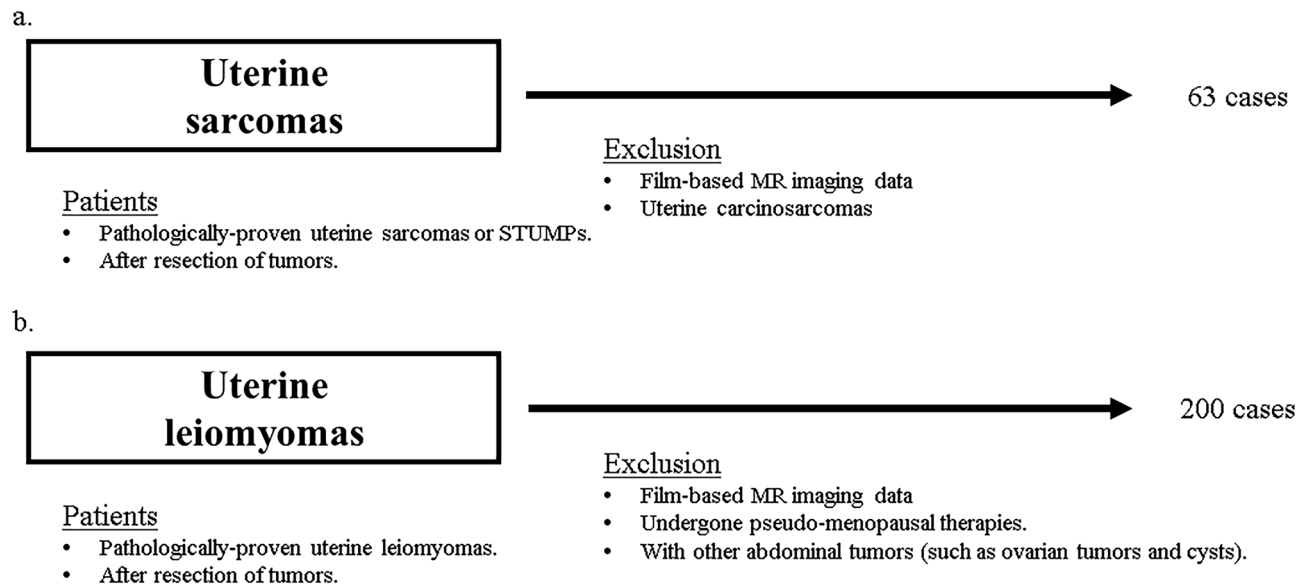 a.
Uterine
sarcomas
63 cases
Exclusion
• Film-based MR imaging data
• Uterine carcinosarcomas
Patients
• Pathologically-proven uterine sarcomas or STUMPs.
• After resection of tumors.
b.
Uterine
leiomyomas
200 cases
Exclusion
• Film-based MR imaging data
• Undergone pseudo-menopausal therapies.
• With other abdominal tumors (such as ovarian tumors and cysts).
Patients
• Pathologically-proven uterine leiomyomas.
• After resection of tumors.